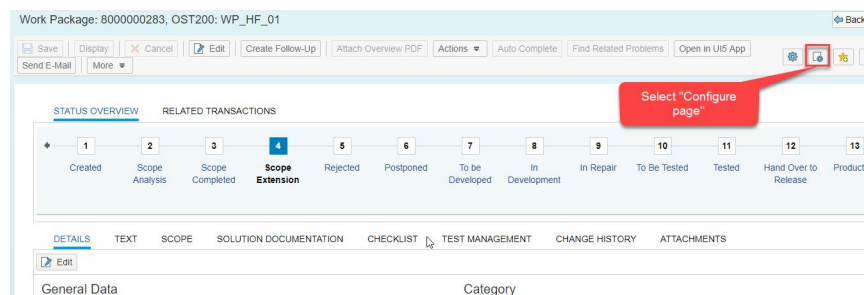 Work Package: 8000000283, OST200: WP_HF_01
Back
Save Display Cancel Edit Create Follow-Up Attach Overview PDF Actions Auto Complete Find Related Problems Open in UI5 App
Send E-Mail More
Select "Configure
page"
STATUS OVERVIEW RELATED TRANSACTIONS
1 2 3 4 5 6 7 8 9 10 11 12 13
Created Scope Scope Scope Rejected Postponed To be In In Repair To Be Tested Tested Hand Over to Product
Analysis Completed Extension Developed Development Release
DETAILS TEXT SCOPE SOLUTION DOCUMENTATION CHECKLIST TEST MANAGEMENT CHANGE HISTORY ATTACHMENTS
Edit
General Data Category